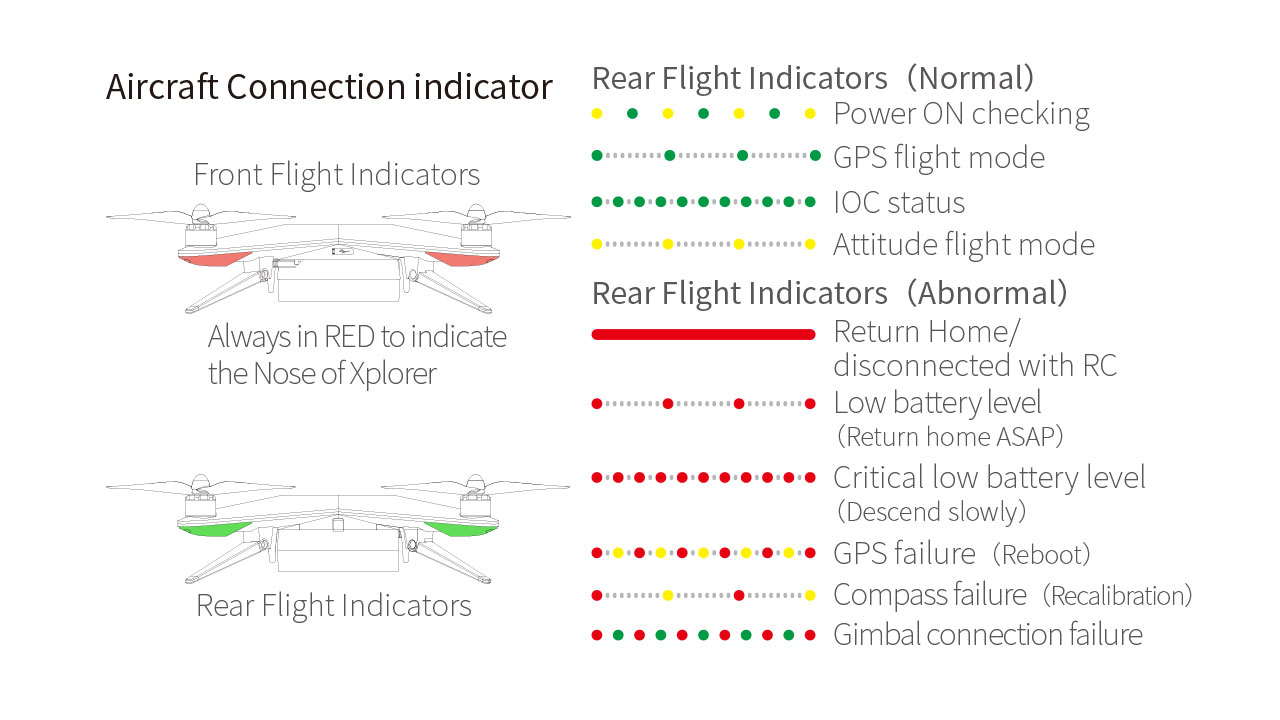 Aircraft Connection indicator
Front Flight Indicators
Always in RED to indicate
the Nose of Xplorer
Rear Flight Indicators
Rear Flight Indicators（Normal）
Power ON checking
GPS flight mode
IOC status
Attitude flight mode
Rear Flight Indicators（Abnormal）
Return Home/
disconnected with RC
Low battery level
（Return home ASAP）
Critical low battery level
（Descend slowly）
GPS failure（Reboot）
Compass failure（Recalibration）
Gimbal connection failure